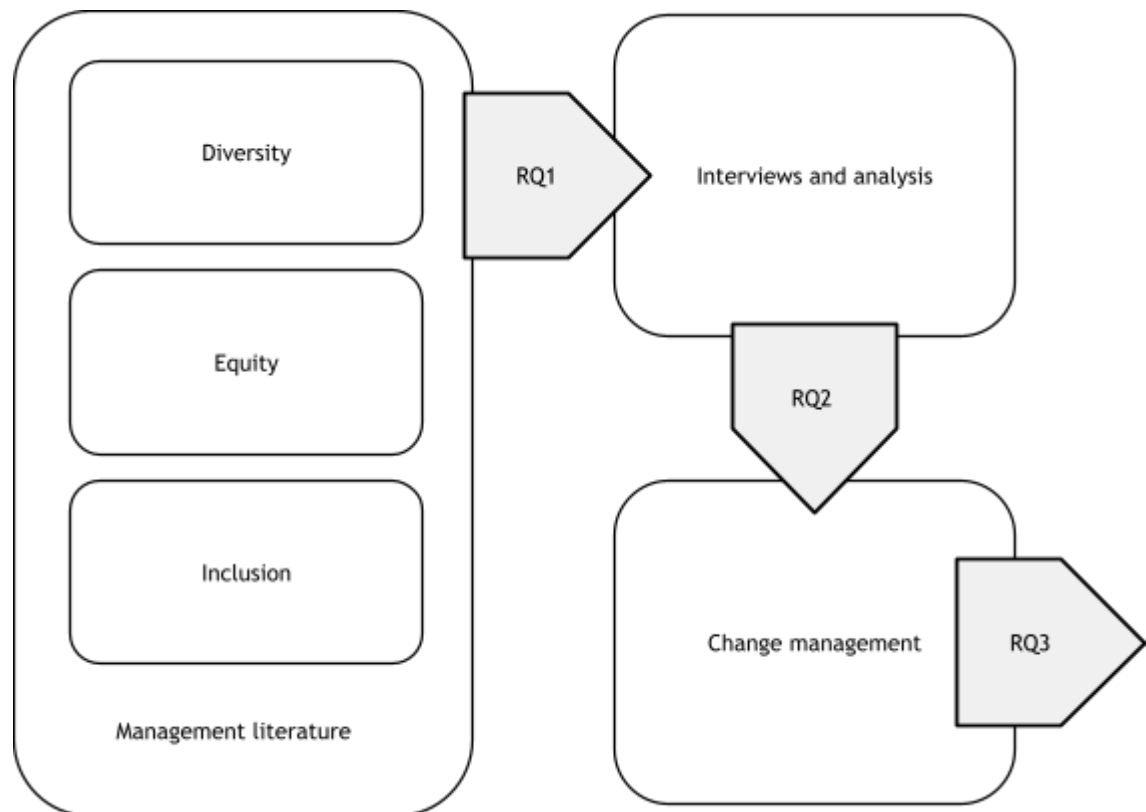 Diversity
Equity
Inclusion
Management literature
RQ1
Interviews and analysis
RQ2
Change management
RQ3